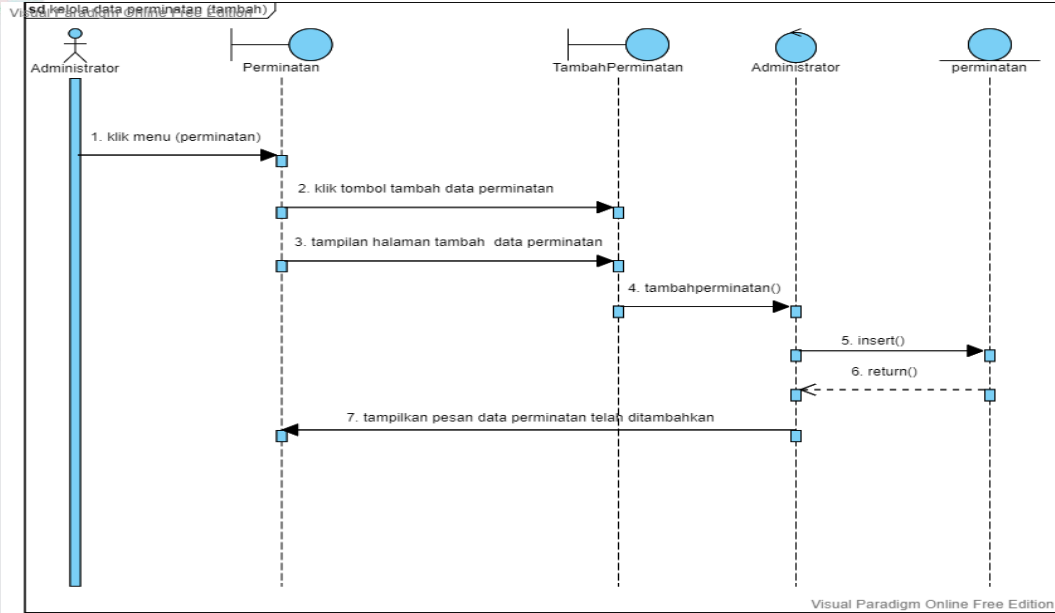 sd kelola data perminatan (tambah)
Visual Paradigm Online Free Edition
Administrator
Perminatan
TambahPerminatan
Administrator
perminatan
1. klik menu (perminatan)
2. klik tombol tambah data perminatan
3. tampilan halaman tambah data perminatan
4. tambahperminatan()
5. insert()
6. return()
7. tampilkan pesan data perminatan telah ditambahkan
Visual Paradigm Online Free Edition